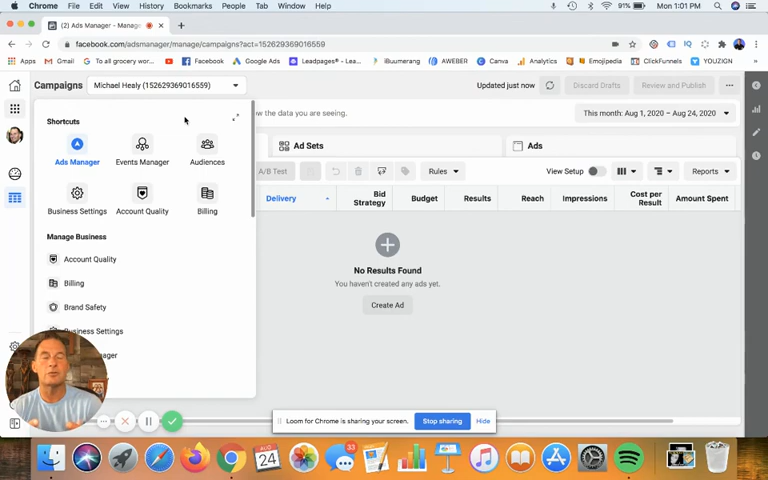 Chrome File Edit View History Bookmarks People Tab Window Help 91% Mon 1:01 PM
(2) Ads Manager - Manage
facebook.com/adsmanager/manage/campaigns?act=152629369016559
Apps Gmail To all grocery wor... Facebook Google Ads Leadpages® - Lead... iBuumerang AWEBER Canva Analytics Emojipedia ClickFunnels YOUZIGN
Campaigns Michael Healy (152629369016559) Updated just now Discard Drafts Review and Publish
ow the data you are seeing. This month: Aug 1, 2020 – Aug 24, 2020
Shortcuts
Ads Manager Events Manager Audiences
Business Settings Account Quality Billing
Manage Business
Account Quality
Billing
Brand Safety
usiness Settings
nager
Ad Sets Ads
A/B Test Rules View Setup Reports
Delivery Bid Strategy Budget Results Reach Impressions Cost per Result Amount Spent
No Results Found
You haven't created any ads yet.
Create Ad
Loom for Chrome is sharing your screen. Stop sharing Hide
AUG
24
33